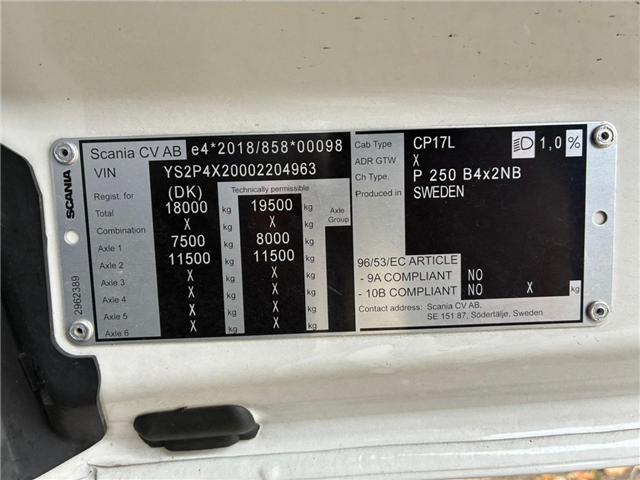 SCANIA
2962389
Scania CV AB e4*2018/858*00098
VIN YS2P4X20002204963
Regist. for (DK) Technically permissible
Total 18000 kg 19500 kg Axle Group
Combination X kg X kg
Axle 1 7500 kg 8000 kg
Axle 2 11500 kg 11500 kg
Axle 3 X kg X kg
Axle 4 X kg X kg
Axle 5 X kg X kg
Axle 6 X kg X kg
Cab Type CP17L 1,0 %
ADR GTW X
Ch. Type P 250 B4x2NB
Produced in SWEDEN
96/53/EC ARTICLE
- 9A COMPLIANT NO
- 10B COMPLIANT NO X kg
Contact address: Scania CV AB,
SE 151 87, Södertälje, Sweden